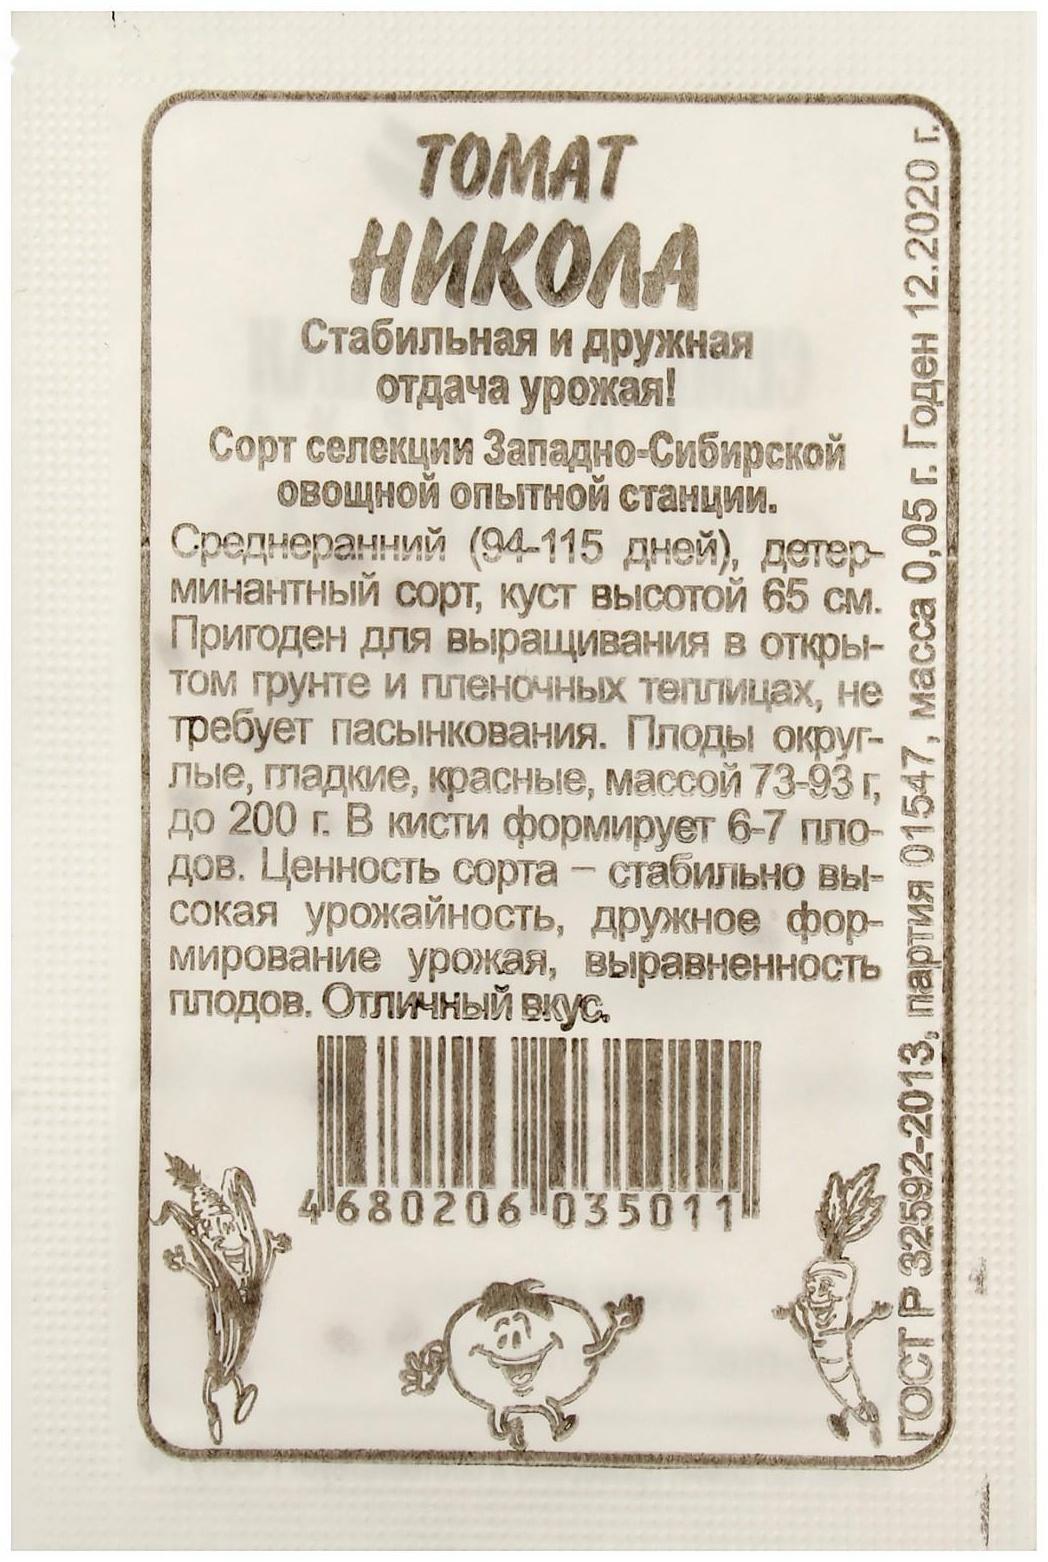 ТОМАТ
НИКОЛА
Стабильная и дружная
отдача урожая!
Сорт селекции Западно-Сибирской
овощной опытной станции.
Среднеранний (94-115 дней), детер-
минантный сорт, куст высотой 65 см.
Пригоден для выращивания в откры-
том грунте и пленочных теплицах, не
требует пасынкования. Плоды округ-
лые, гладкие, красные, массой 73-93 г,
до 200 г. В кисти формирует 6-7 пло-
дов. Ценность сорта – стабильно вы-
сокая урожайность, дружное фор-
мирование урожая, выравненность
плодов. Отличный вкус.
4 680206 035011
ГОСТ Р 32592-2013, партия 01547, масса 0,05 г. Годен 12.2020 г.